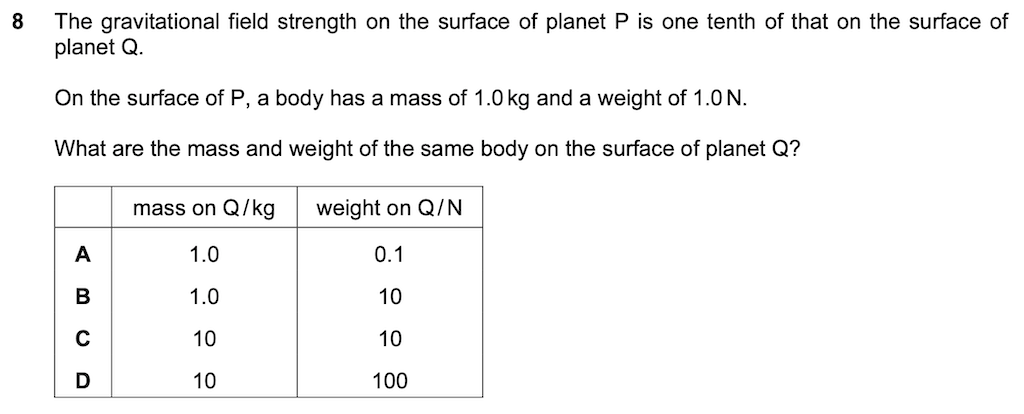 8 The gravitational field strength on the surface of planet P is one tenth of that on the surface of
planet Q.
On the surface of P, a body has a mass of 1.0 kg and a weight of 1.0 N.
What are the mass and weight of the same body on the surface of planet Q?
mass on Q / kg weight on Q / N
A 1.0 0.1
B 1.0 10
C 10 10
D 10 100